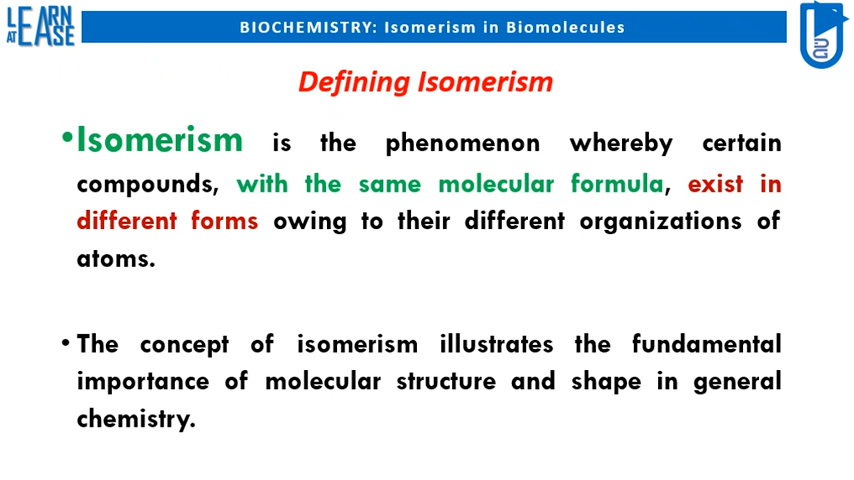 LEARN
AT EASE
BIOCHEMISTRY: Isomerism in Biomolecules
Defining Isomerism
•Isomerism is the phenomenon whereby certain
compounds, with the same molecular formula, exist in
different forms owing to their different organizations of
atoms.
• The concept of isomerism illustrates the fundamental
importance of molecular structure and shape in general
chemistry.